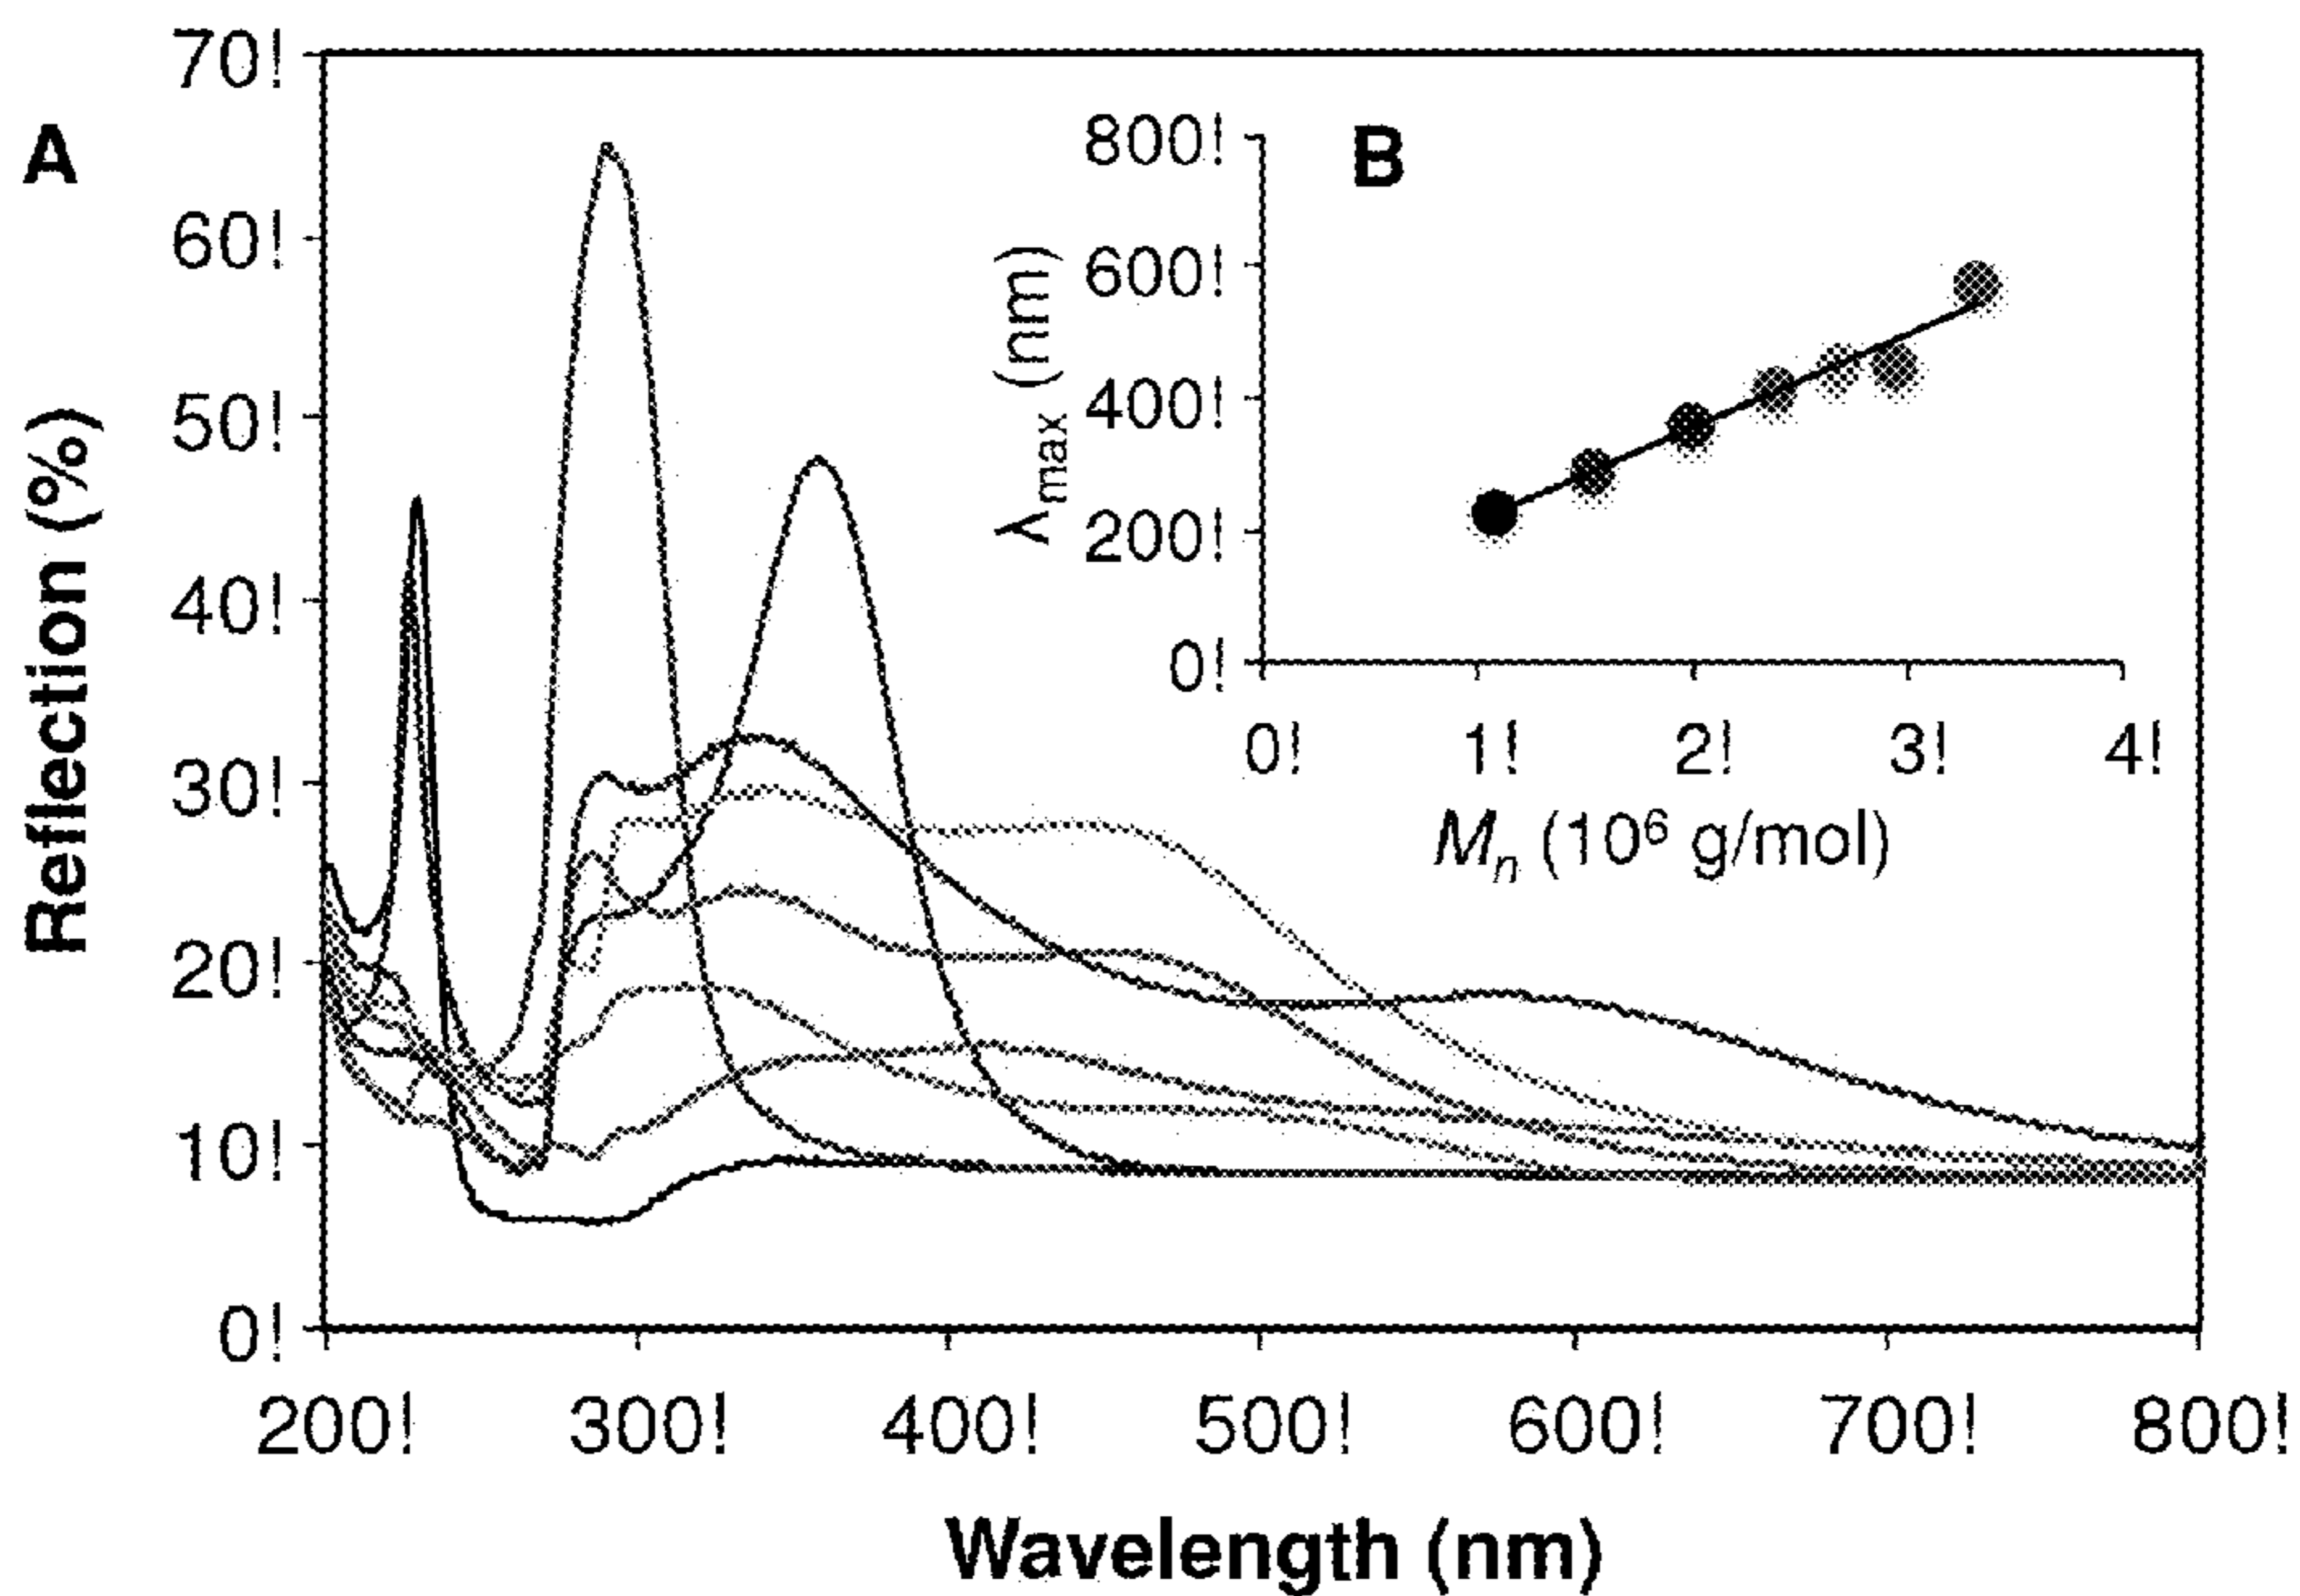 A
Reflection (%)
70!
60!
50!
40!
30!
20!
10!
0!
200! 300! 400! 500! 600! 700! 800!
Wavelength (nm)
B
λmax (nm)
800!
600!
400!
200!
0!
0! 1! 2! 3! 4!
Mn (10⁶ g/mol)